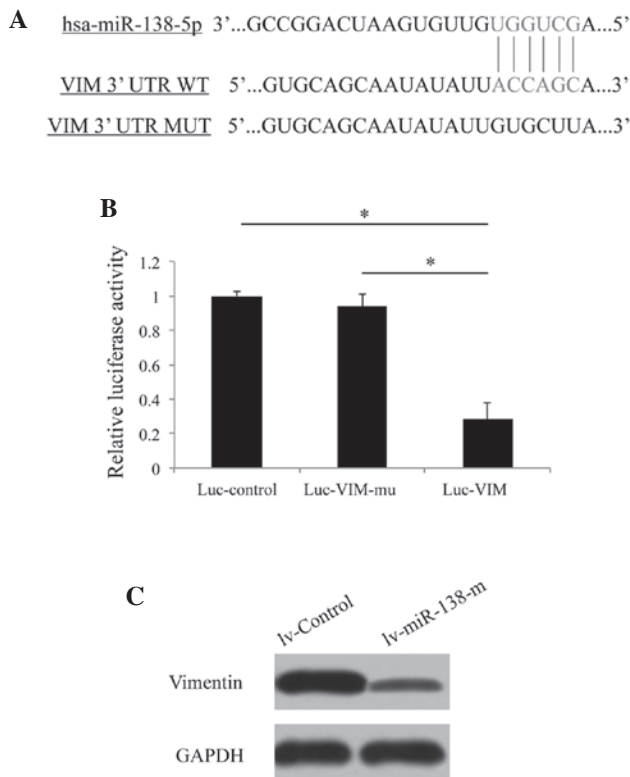 A
hsa-miR-138-5p 3’...GCCGGACUAAGUGUUGUGGUCGA...5’
VIM 3’ UTR WT 5’...GUGCAGCAAUAUAUUACCAGCA...3’
VIM 3’ UTR MUT 5’...GUGCAGCAAUAUAUUGUGCUUA...3’
B
*
*
Relative luciferase activity
1.2
1
0.8
0.6
0.4
0.2
0
Luc-control Luc-VIM-mu Luc-VIM
C
lv-Control lv-miR-138-m
Vimentin
GAPDH